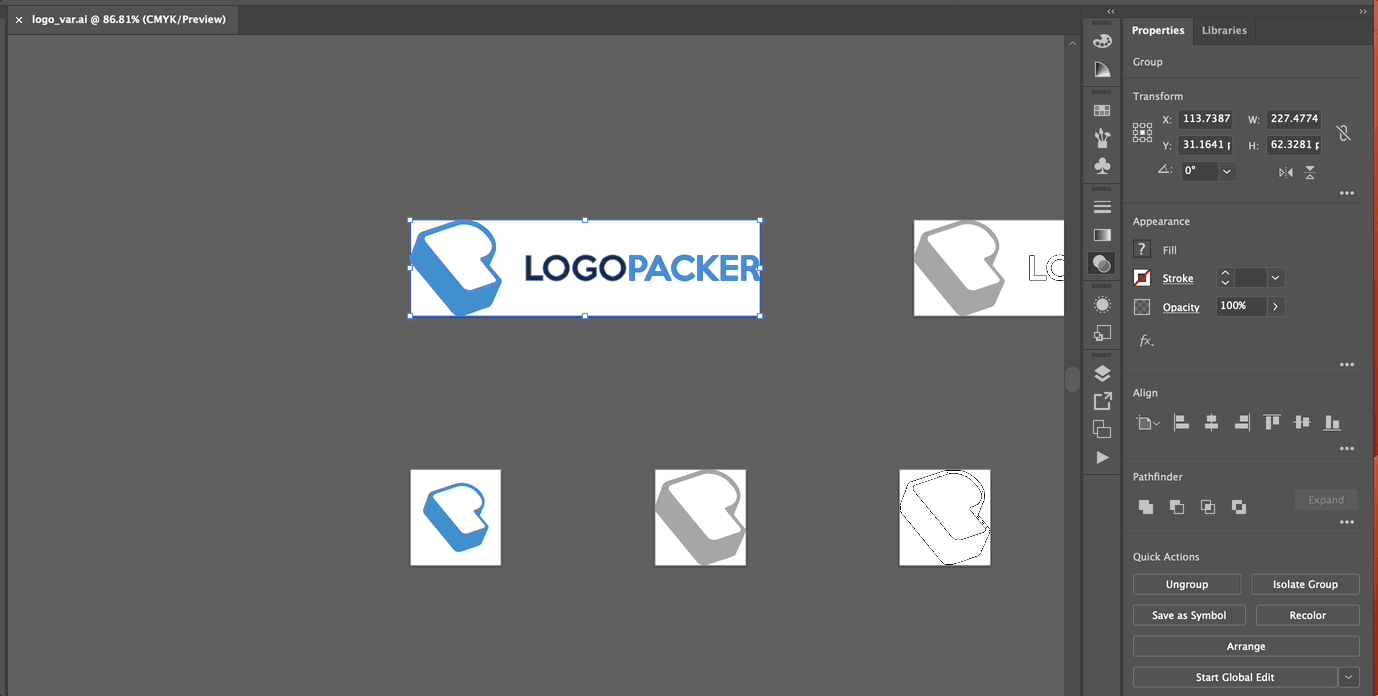 × logo_var.ai @ 86.81% (CMYK/Preview)
Properties Libraries
Group
Transform
X: 113.7387 W: 227.4774
Y: 31.1641 p H: 62.3281 p
0°
LOGOPACKER
LO
Appearance
? Fill
Stroke
Opacity 100%
fx.
Align
Pathfinder
Expand
Quick Actions
Ungroup Isolate Group
Save as Symbol Recolor
Arrange
Start Global Edit